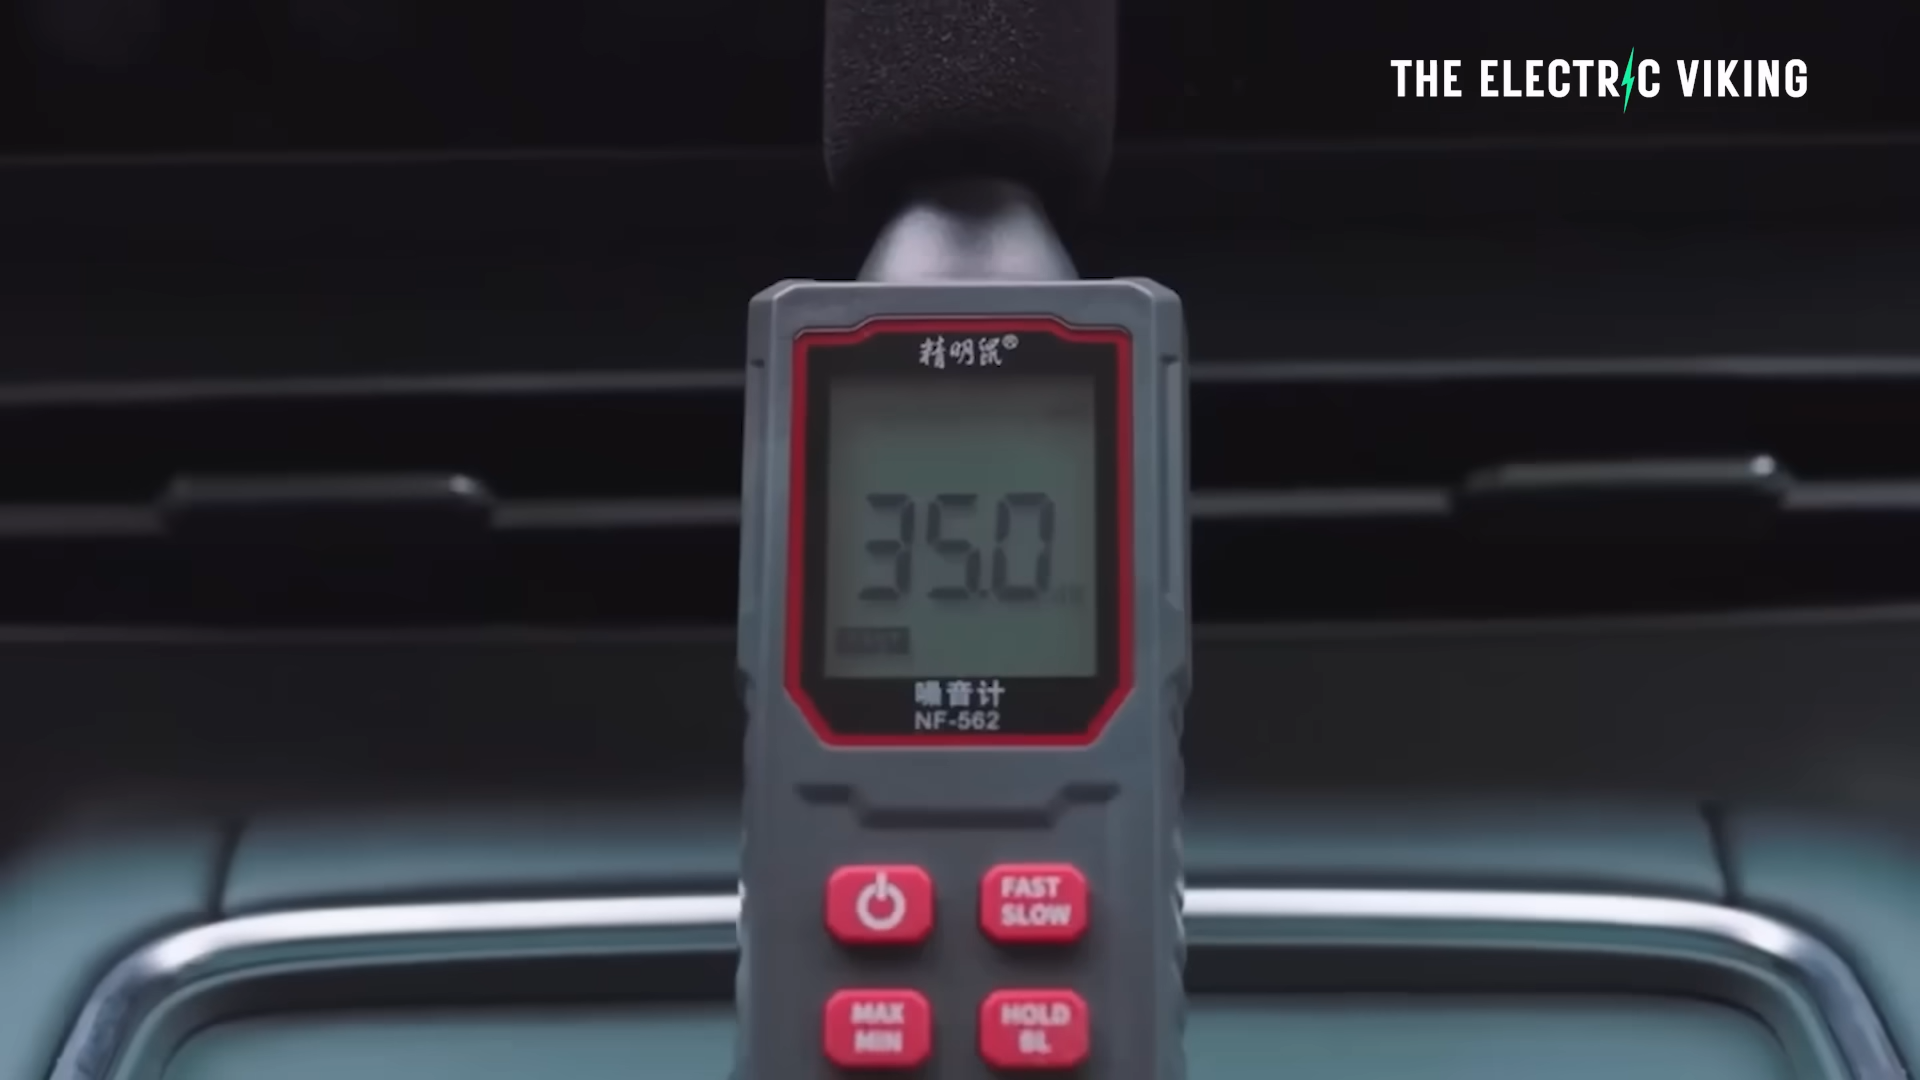 THE ELECTRIC VIKING
精明鼠®
35.0
噪音计
NF-562
FAST
SLOW
MAX
MIN
HOLD
BL